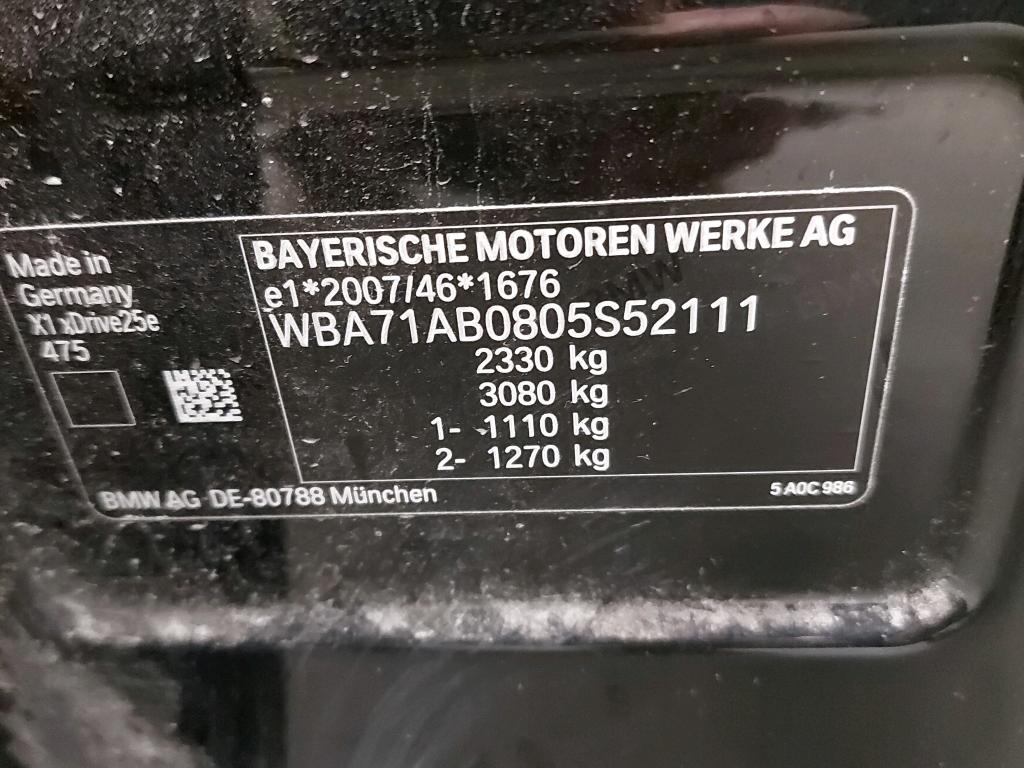 BAYERISCHE MOTOREN WERKE AG
e1*2007/46*1676
WBA71AB0805S52111
2330 kg
3080 kg
1- 1110 kg
2- 1270 kg
Made in
Germany
X1 xDrive25e
475
BMW AG DE-80788 München
5 A0C 986